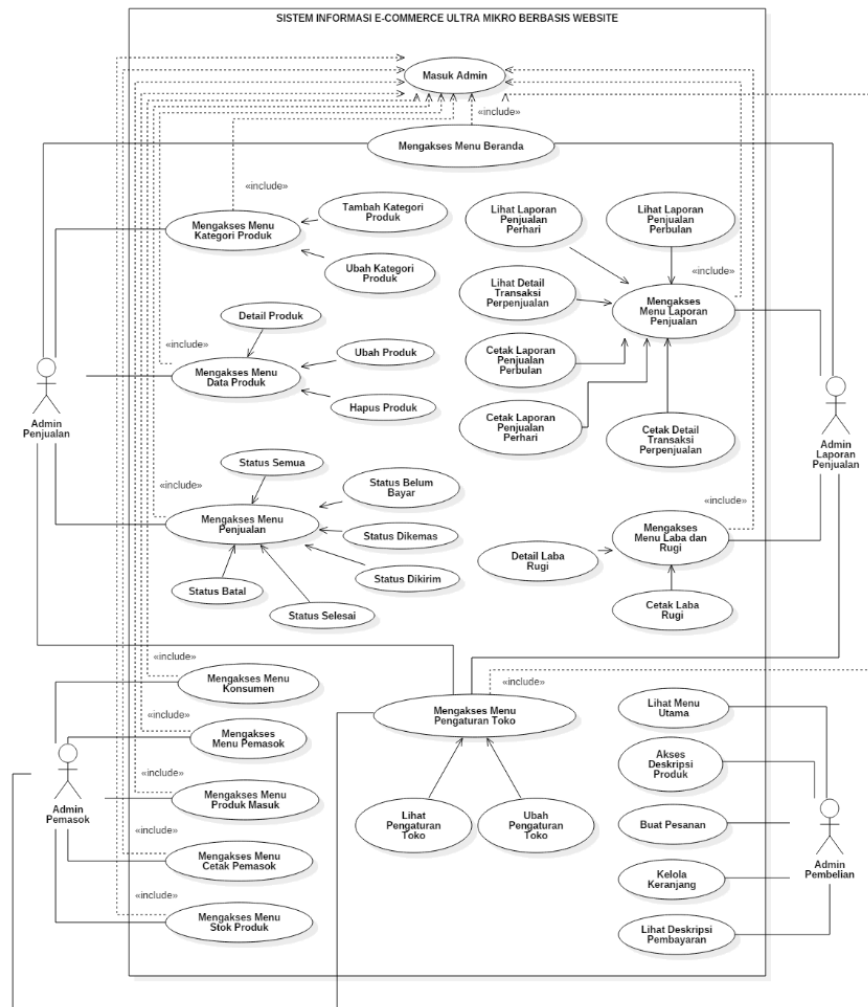 SISTEM INFORMASI E-COMMERCE ULTRA MIKRO BERBASIS WEBSITE
Masuk Admin
«include»
Mengakses Menu Beranda
«include»
Mengakses Menu
Kategori Produk
Tambah Kategori
Produk
Ubah Kategori
Produk
Lihat Laporan
Penjualan
Perhari
Lihat Laporan
Penjualan
Perbulan
«include»
Lihat Detail
Transaksi
Perpenjualan
Mengakses
Menu Laporan
Penjualan
Detail Produk
«include»
Mengakses Menu
Data Produk
Ubah Produk
Hapus Produk
Cetak Laporan
Penjualan
Perbulan
Cetak Laporan
Penjualan
Perhari
Cetak Detail
Transaksi
Perpenjualan
Admin
Penjualan
Admin
Laporan
Penjualan
Status Semua
«include»
Mengakses Menu
Penjualan
Status Belum
Bayar
Status Dikemas
Status Dikirim
Status Batal
Status Selesai
«include»
Mengakses
Menu Laba dan
Rugi
Detail Laba
Rugi
Cetak Laba
Rugi
«include»
Mengakses Menu
Konsumen
«include»
Mengakses
Menu Pemasok
«include»
Mengakses Menu
Produk Masuk
«include»
Mengakses Menu
Cetak Pemasok
«include»
Mengakses Menu
Stok Produk
Admin
Pemasok
«include»
Mengakses Menu
Pengaturan Toko
Lihat
Pengaturan
Toko
Ubah
Pengaturan
Toko
Lihat Menu
Utama
Akses
Deskripsi
Produk
Buat Pesanan
Kelola
Keranjang
Lihat Deskripsi
Pembayaran
Admin
Pembelian